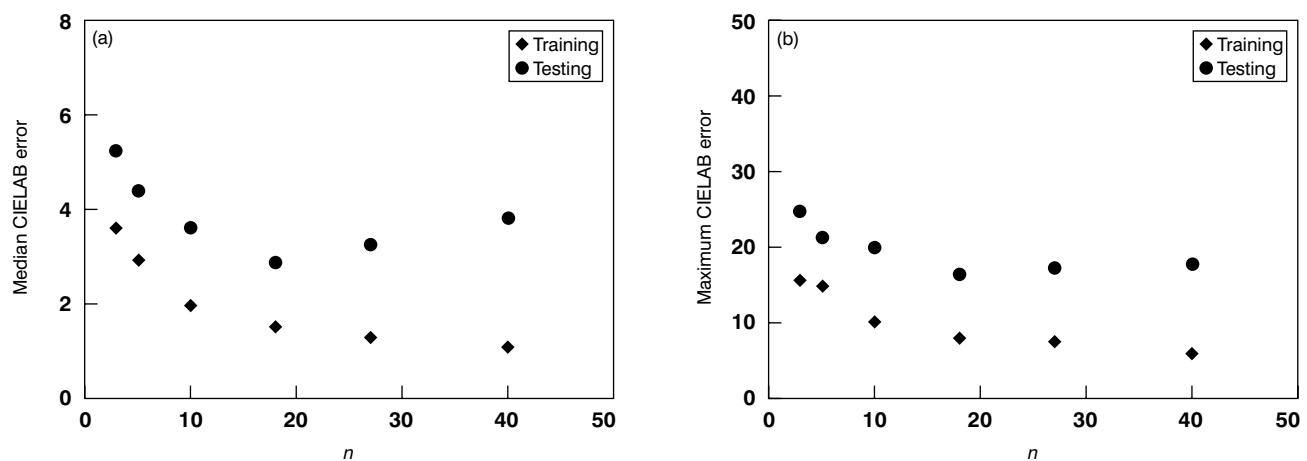 (a)
Training
Testing
Median CIELAB error
8
6
4
2
0
0 10 20 30 40 50
n
(b)
Training
Testing
Maximum CIELAB error
50
40
30
20
10
0
0 10 20 30 40 50
n